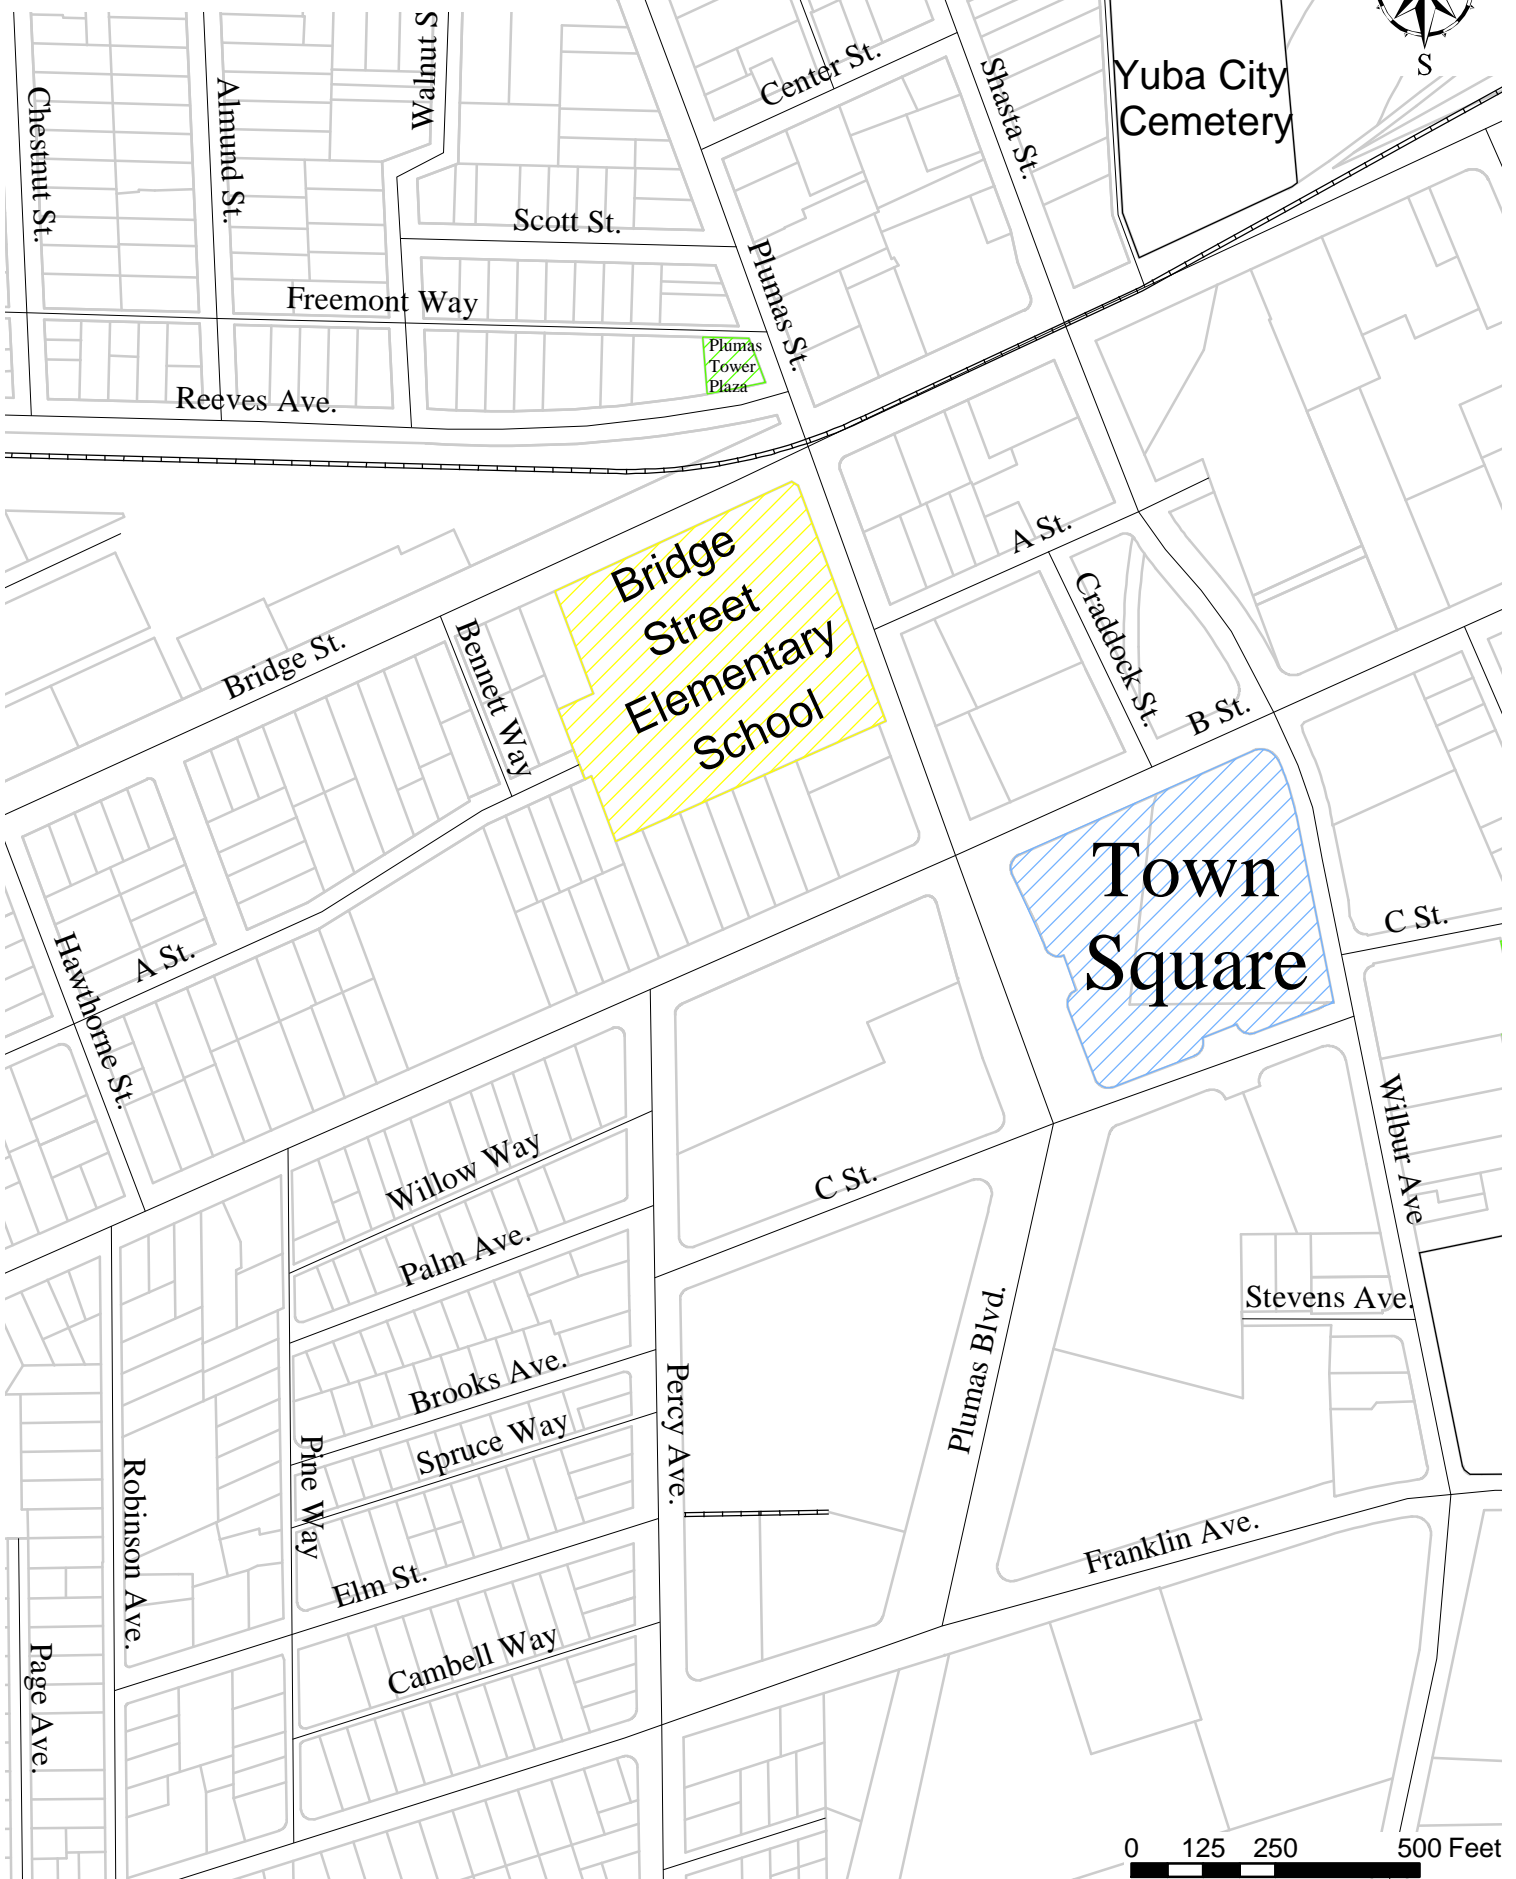 S
Yuba City
Cemetery
Walnut S
Center St.
Shasta St.
Chestnut St.
Almund St.
Scott St.
Plumas St.
Freemont Way
Plumas
Tower
Plaza
Reeves Ave.
Bridge
Street
Elementary
School
A St.
Craddock St.
Bridge St.
Bennett Way
B St.
Town
Square
C St.
Hawthorne St.
A St.
Wilbur Ave
Willow Way
C St.
Palm Ave.
Stevens Ave.
Plumas Blvd.
Brooks Ave.
Percy Ave.
Spruce Way
Pine Way
Robinson Ave.
Franklin Ave.
Elm St.
Cambell Way
Page Ave.
0 125 250 500 Feet